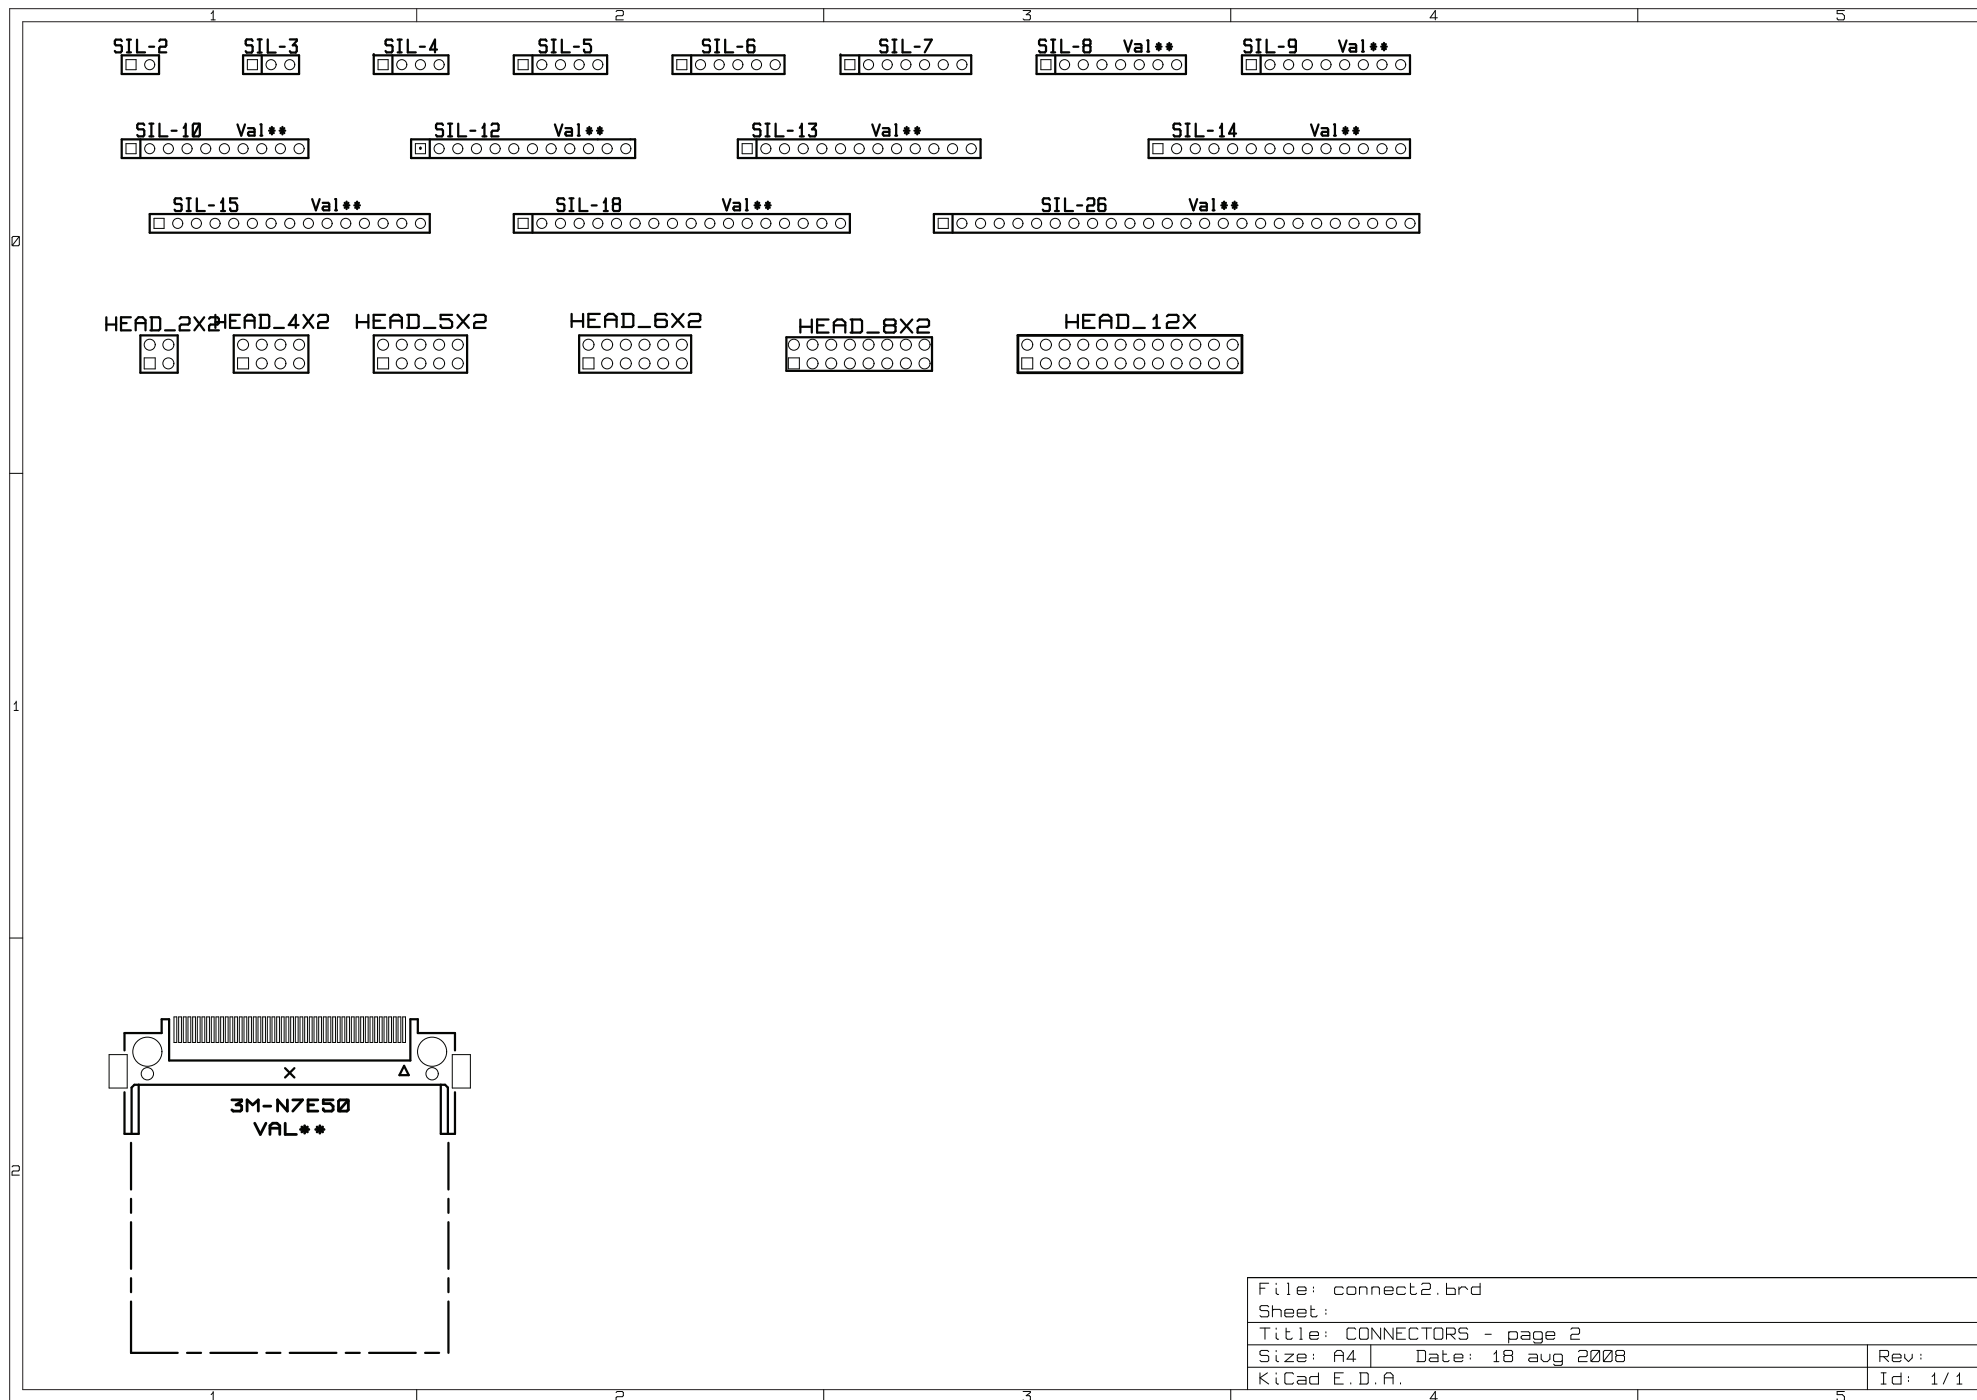 1 2 3 4 5
SIL-2 SIL-3 SIL-4 SIL-5 SIL-6 SIL-7 SIL-8 Val** SIL-9 Val**
SIL-10 Val** SIL-12 Val** SIL-13 Val** SIL-14 Val**
SIL-15 Val** SIL-18 Val** SIL-26 Val**
0
HEAD_2X2 HEAD_4X2 HEAD_5X2 HEAD_6X2 HEAD_8X2 HEAD_12X
1
3M-N7E50
VAL**
2
File: connect2.brd
Sheet:
Title: CONNECTORS - page 2
Size: A4 Date: 18 aug 2008 Rev:
KiCad E.D.A. Id: 1/1
1 2 3 4 5